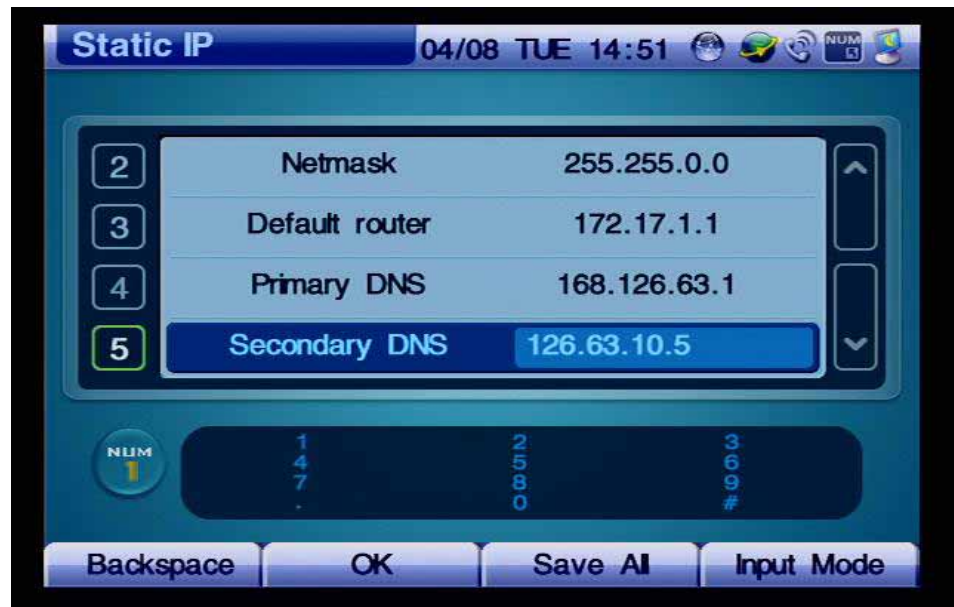 Static IP 04/08 TUE 14:51 NUM
2 Netmask 255.255.0.0
3 Default router 172.17.1.1
4 Primary DNS 168.126.63.1
5 Secondary DNS 126.63.10.5
NUM 1
1 2 3
4 5 6
7 8 9
. 0 #
Backspace OK Save All Input Mode